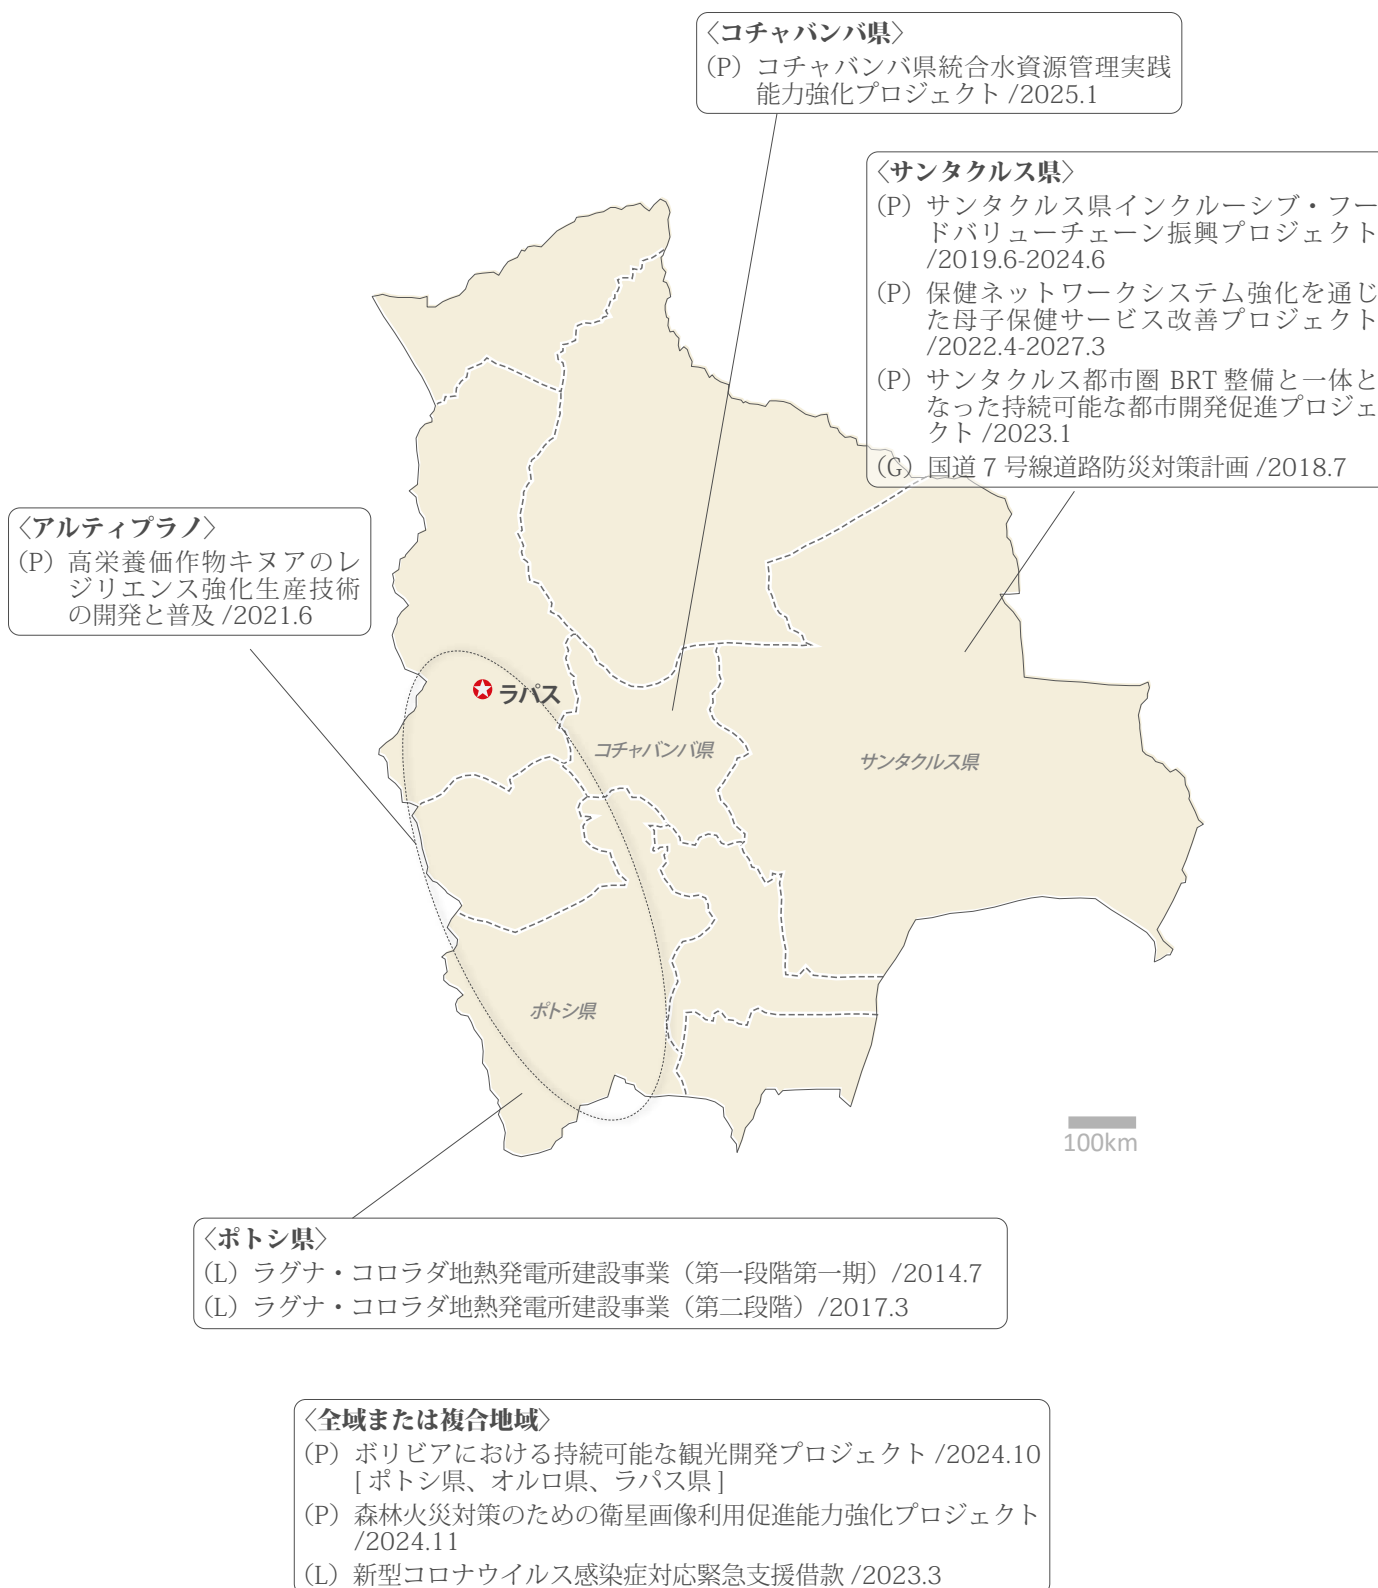 〈コチャバンバ県〉
(P) コチャバンバ県統合水資源管理実践
能力強化プロジェクト /2025.1
〈サンタクルス県〉
(P) サンタクルス県インクルーシブ・フー
ドバリューチェーン振興プロジェクト
/2019.6-2024.6
(P) 保健ネットワークシステム強化を通じ
た母子保健サービス改善プロジェクト
/2022.4-2027.3
(P) サンタクルス都市圏 BRT 整備と一体と
なった持続可能な都市開発促進プロジェ
クト /2023.1
(G) 国道 7 号線道路防災対策計画 /2018.7
〈アルティプラノ〉
(P) 高栄養価作物キヌアのレ
ジリエンス強化生産技術
の開発と普及 /2021.6
ラパス
コチャバンバ県
サンタクルス県
ポトシ県
100km
〈ポトシ県〉
(L) ラグナ・コロラダ地熱発電所建設事業（第一段階第一期）/2014.7
(L) ラグナ・コロラダ地熱発電所建設事業（第二段階）/2017.3
〈全域または複合地域〉
(P) ボリビアにおける持続可能な観光開発プロジェクト /2024.10
[ ポトシ県、オルロ県、ラパス県 ]
(P) 森林火災対策のための衛星画像利用促進能力強化プロジェクト
/2024.11
(L) 新型コロナウイルス感染症対応緊急支援借款 /2023.3